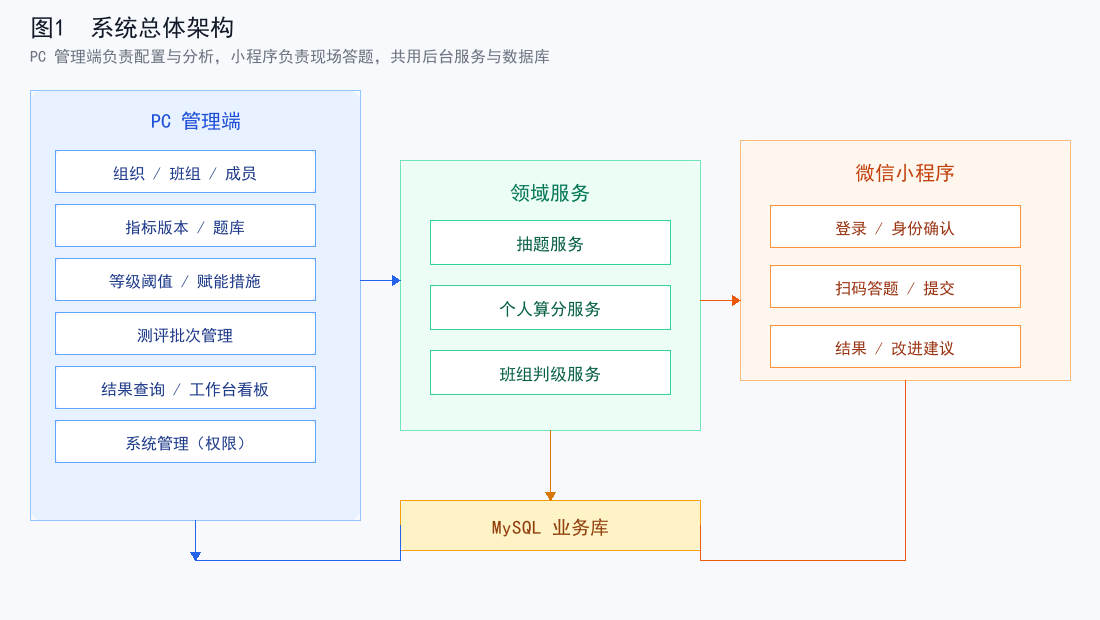 图1 系统总体架构
PC 管理端负责配置与分析，小程序负责现场答题，共用后台服务与数据库
PC 管理端
组织 / 班组 / 成员
指标版本 / 题库
等级阈值 / 赋能措施
测评批次管理
结果查询 / 工作台看板
系统管理（权限）
领域服务
抽题服务
个人算分服务
班组判级服务
微信小程序
登录 / 身份确认
扫码答题 / 提交
结果 / 改进建议
MySQL 业务库